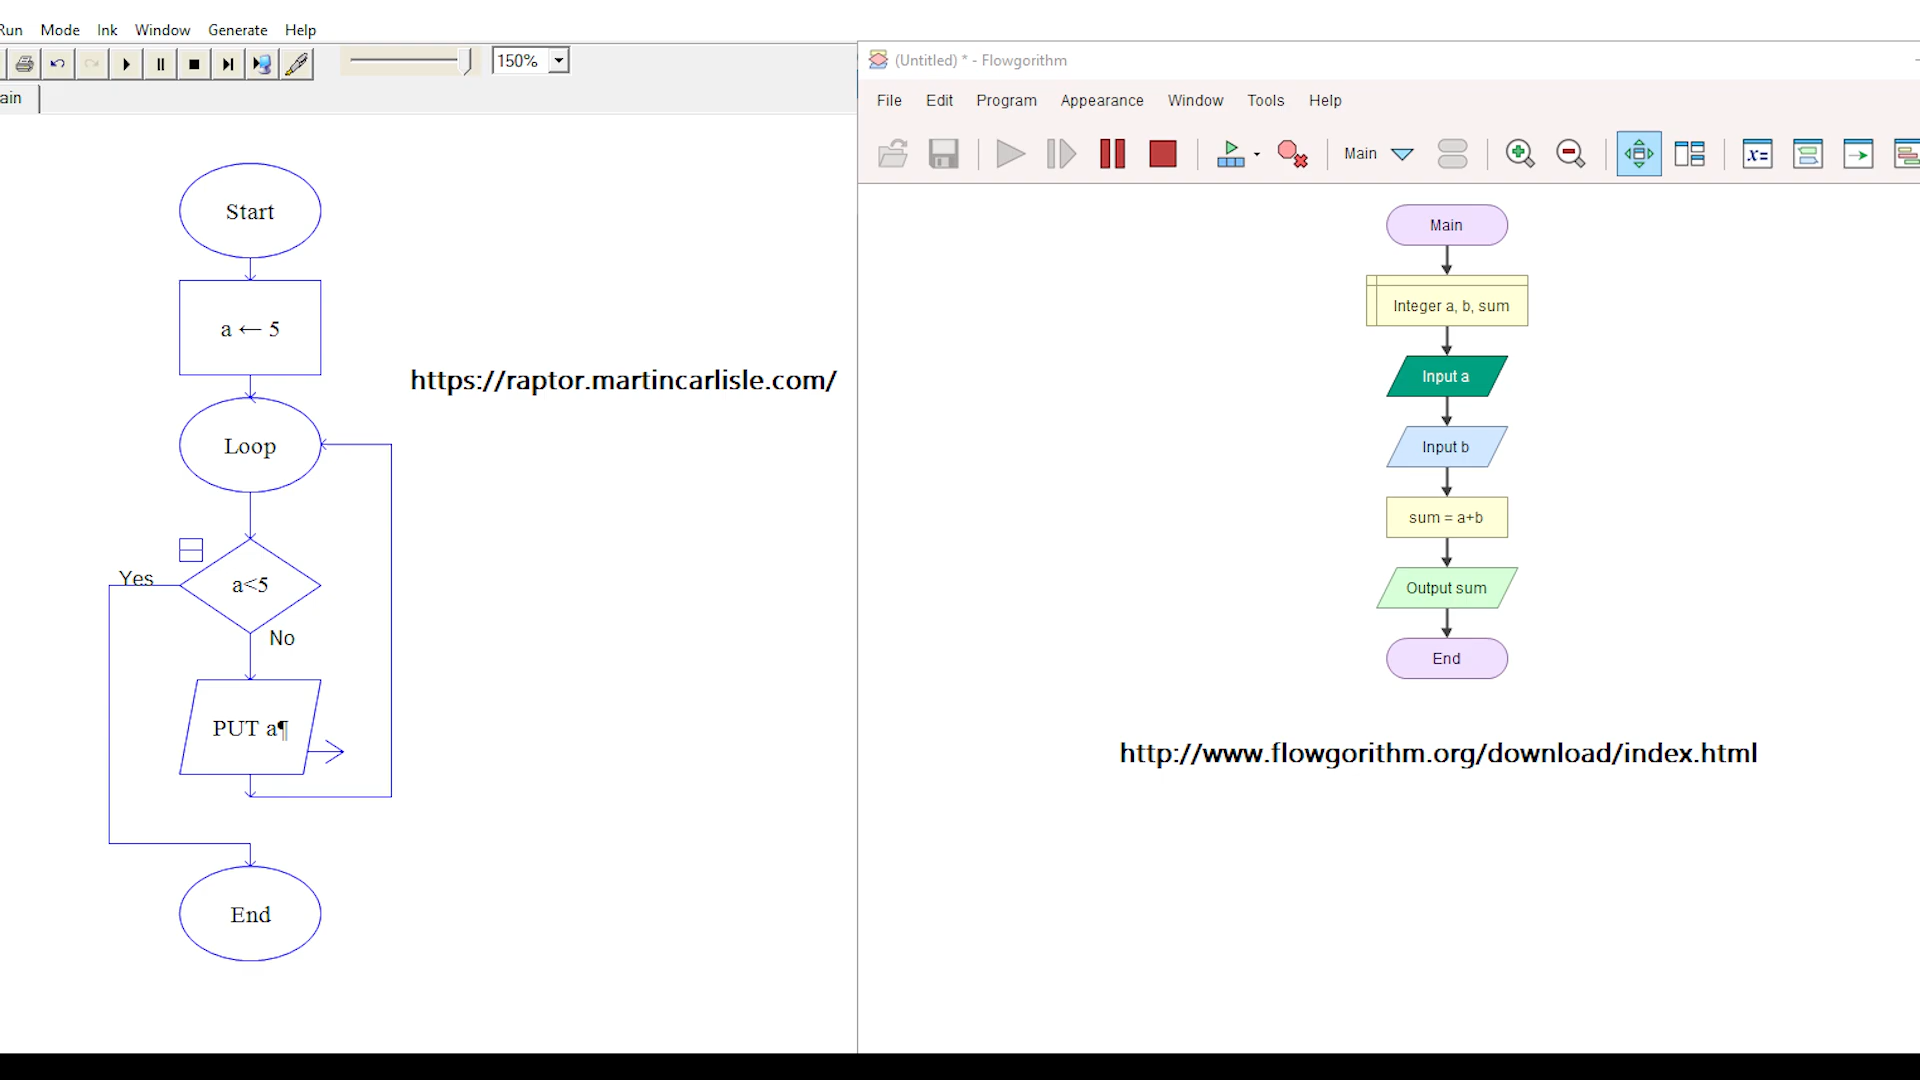 Run Mode Ink Window Generate Help
150%
ain
Start
a ← 5
Loop
a<5
Yes
No
PUT a¶
End
https://raptor.martincarlisle.com/
(Untitled) * - Flowgorithm
File Edit Program Appearance Window Tools Help
Main
x=
Main
Integer a, b, sum
Input a
Input b
sum = a+b
Output sum
End
http://www.flowgorithm.org/download/index.html